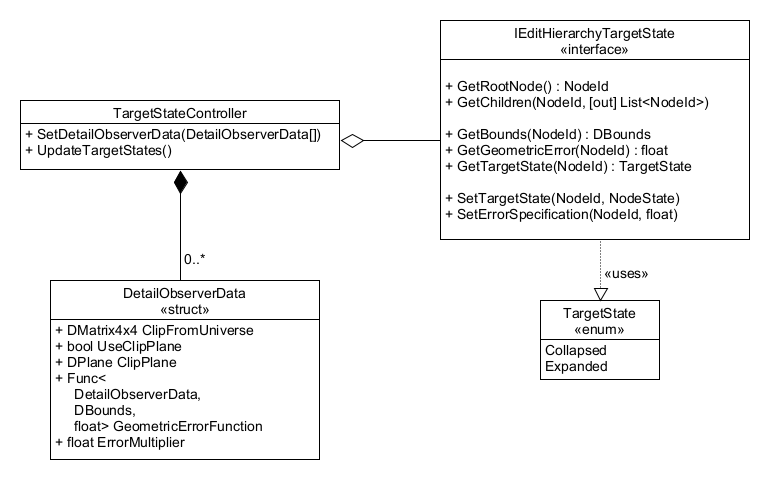 IEditHierarchyTargetState
«interface»
+ GetRootNode() : NodeId
+ GetChildren(NodeId, [out] List<NodeId>)
+ GetBounds(NodeId) : DBounds
+ GetGeometricError(NodeId) : float
+ GetTargetState(NodeId) : TargetState
+ SetTargetState(NodeId, NodeState)
+ SetErrorSpecification(NodeId, float)
TargetStateController
+ SetDetailObserverData(DetailObserverData[])
+ UpdateTargetStates()
0..*
«uses»
DetailObserverData
«struct»
+ DMatrix4x4 ClipFromUniverse
+ bool UseClipPlane
+ DPlane ClipPlane
+ Func<
DetailObserverData,
DBounds,
float> GeometricErrorFunction
+ float ErrorMultiplier
TargetState
«enum»
Collapsed
Expanded